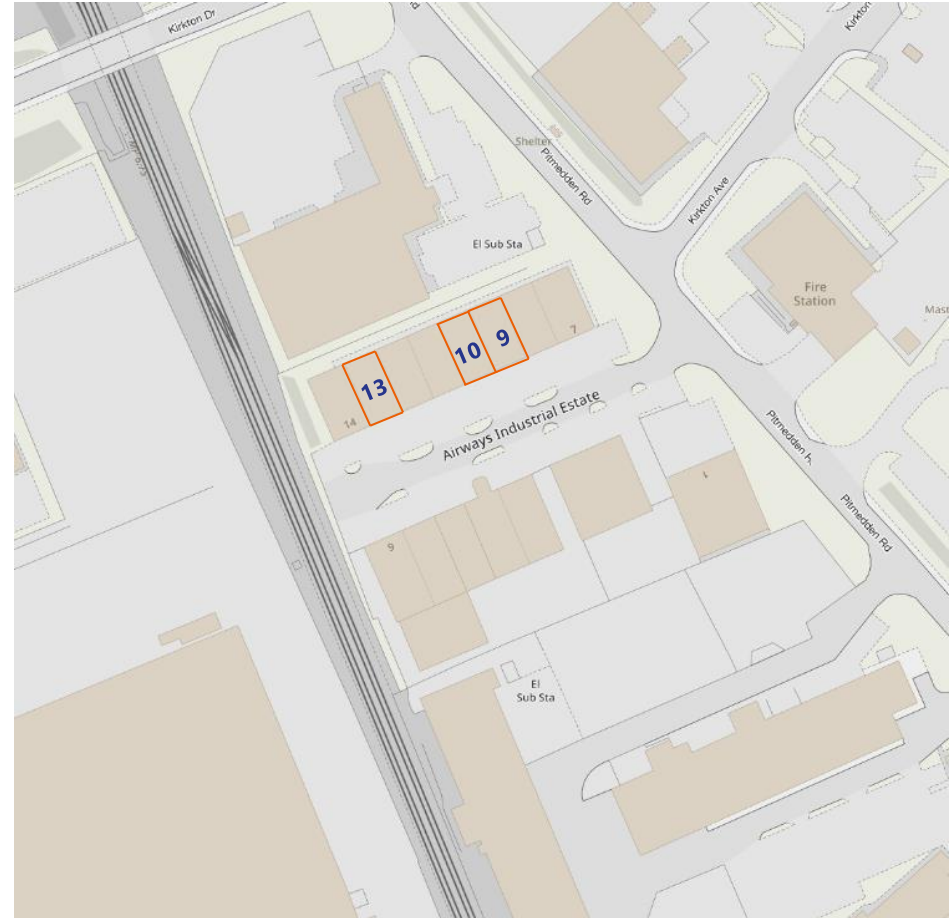 Kirkton Dr
Kirkton
Shelter
Pitmedden Rd
Kirkton Ave
El Sub Sta
Fire
Station
Mast
7
9
10
13
14
Airways Industrial Estate
Pitmedden
1
Pitmedden Rd
9
El
Sub Sta